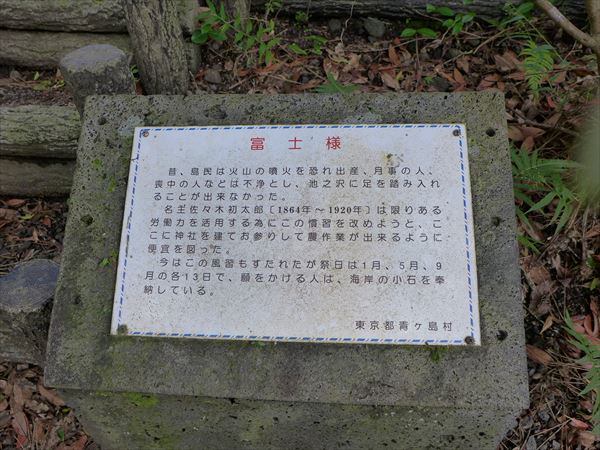 富士様
昔、島民は火山の噴火を恐れ出産、月事の人、
喪中の人などは不浄とし、池之沢に足を踏み入れ
ることが出来なかった。
名主佐々木初太郎〔1864年～1920年〕は限りある
労働力を活用する為にこの慣習を改めようと、こ
こに神社を建てお参りして農作業が出来るように
便宜を図った。
今はこの風習もすたれたが祭日は1月、5月、9
月の各13日で、願をかける人は、海岸の小石を奉
納している。
東京都青ヶ島村